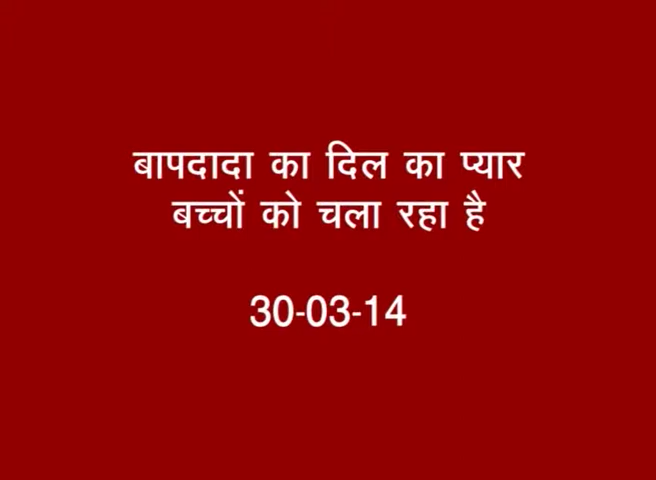 बापदादा का दिल का प्यार
बच्चों को चला रहा है
30-03-14